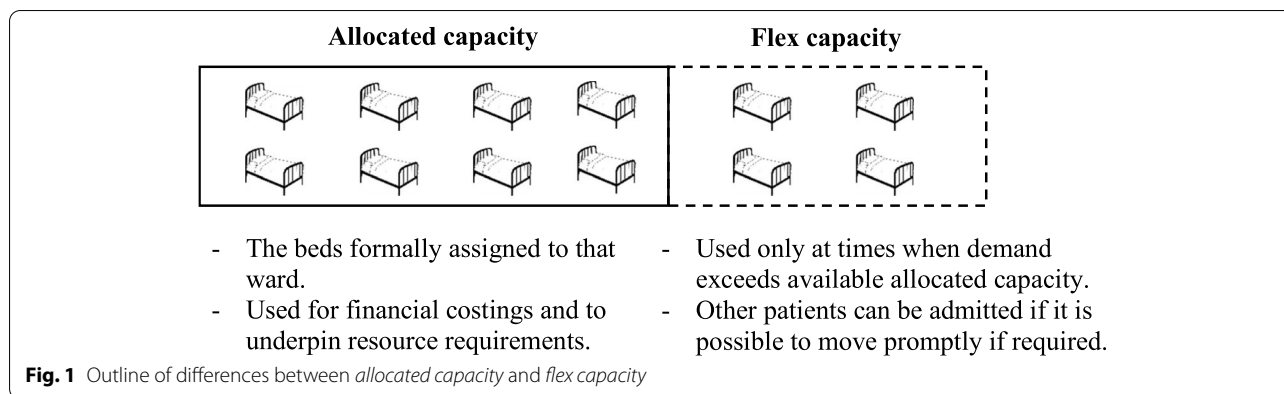 Allocated capacity
Flex capacity
- The beds formally assigned to that
ward.
- Used for financial costings and to
underpin resource requirements.
- Used only at times when demand
exceeds available allocated capacity.
- Other patients can be admitted if it is
possible to move promptly if required.
Fig. 1 Outline of differences between allocated capacity and flex capacity